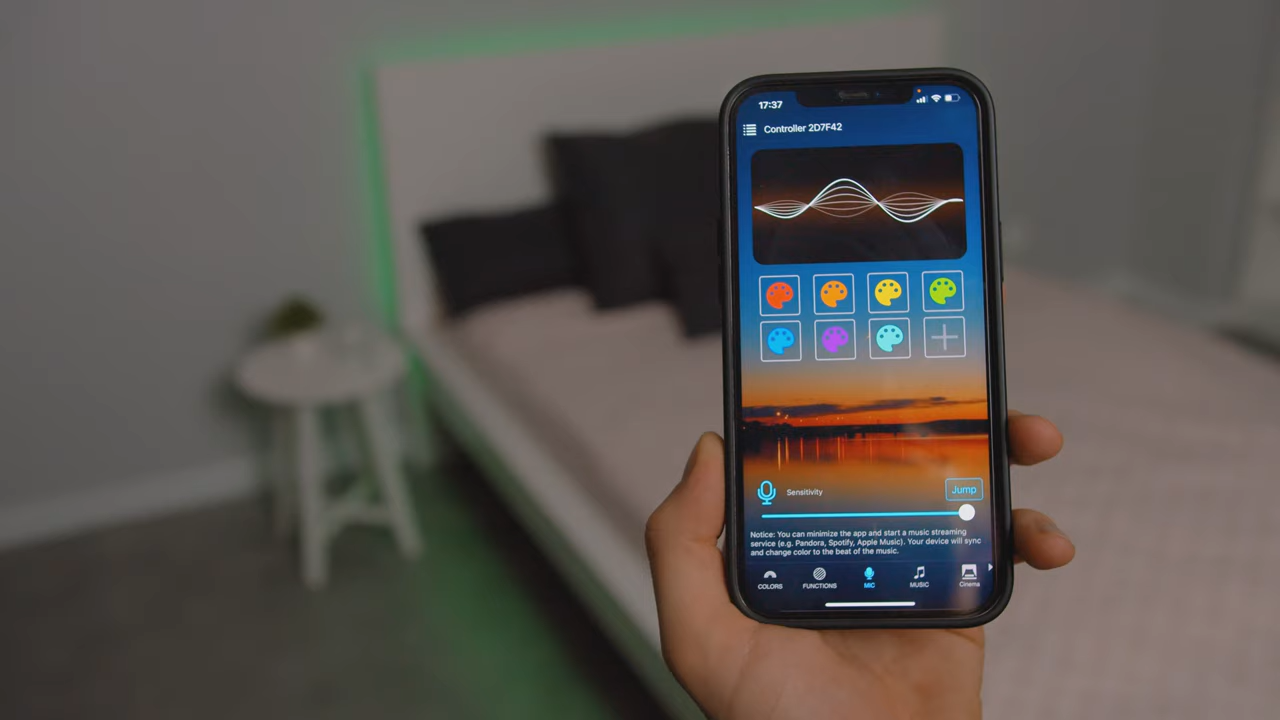 17:37
Controller 2D7F42
Sensitivity
Jump
Notice: You can minimize the app and start a music streaming
service (e.g. Pandora, Spotify, Apple Music). Your device will sync
and change color to the beat of the music.
COLORS FUNCTIONS MIC MUSIC Cinema